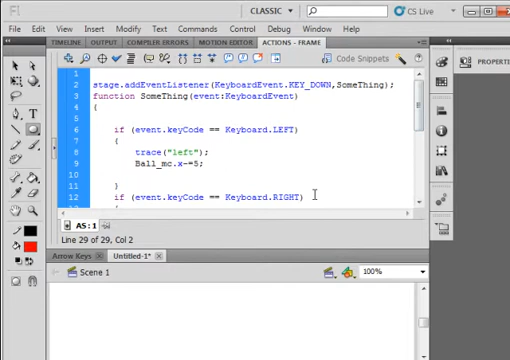 Fl
CLASSIC
CS Live
File Edit View Insert Modify Text Commands Control Debug Window Help
TIMELINE OUTPUT COMPILER ERRORS MOTION EDITOR ACTIONS - FRAME
Code Snippets
PROPERTI
1
2 stage.addEventListener(KeyboardEvent.KEY_DOWN,SomeThing);
3 function SomeThing(event:KeyboardEvent)
4 {
5
6 if (event.keyCode == Keyboard.LEFT)
7 {
8 trace("left");
9 Ball_mc.x-=5;
10
11 }
12 if (event.keyCode == Keyboard.RIGHT)
AS: 1
Line 29 of 29, Col 2
Arrow Keys Untitled-1*
Scene 1
100%